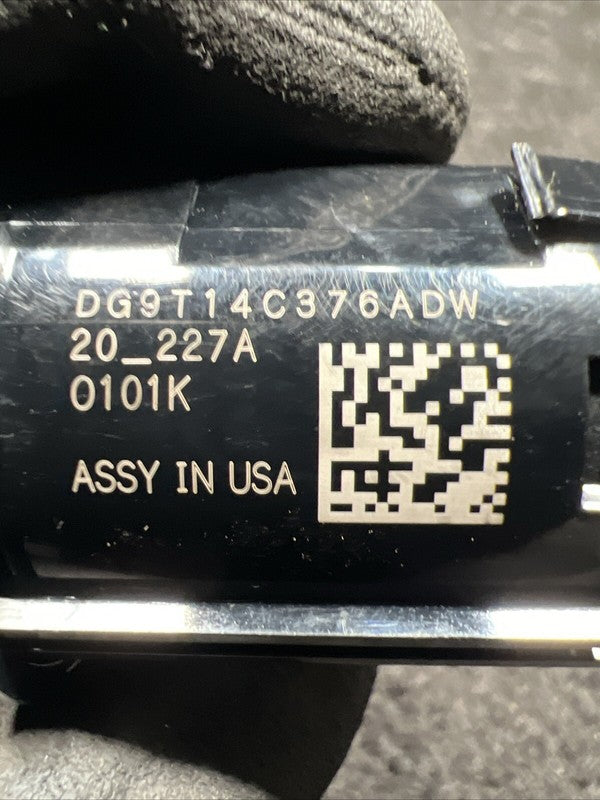 DG9T14C376ADW
20_227A
0101K
ASSY IN USA